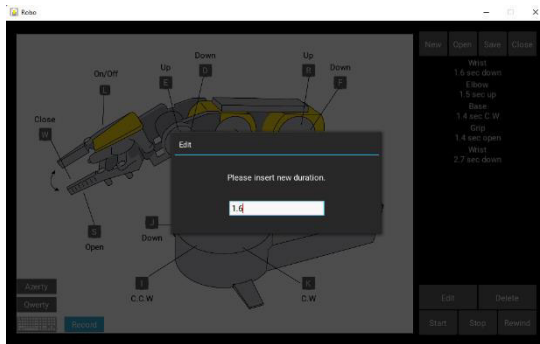 Robo
New Open Save Close
Wrist
1.6 sec down
Elbow
1.5 sec up
Base
1.4 sec C.W
Grip
1.4 sec open
Wrist
2.7 sec down
Down
Up
Up
Down
On/Off
E
D
R
F
L
Close
W
Edit
Please insert new duration.
1.6
S
Open
J
Down
I
C.C.W
K
C.W
Azerty
Qwerty
Record
Edit Delete
Start Stop Rewind